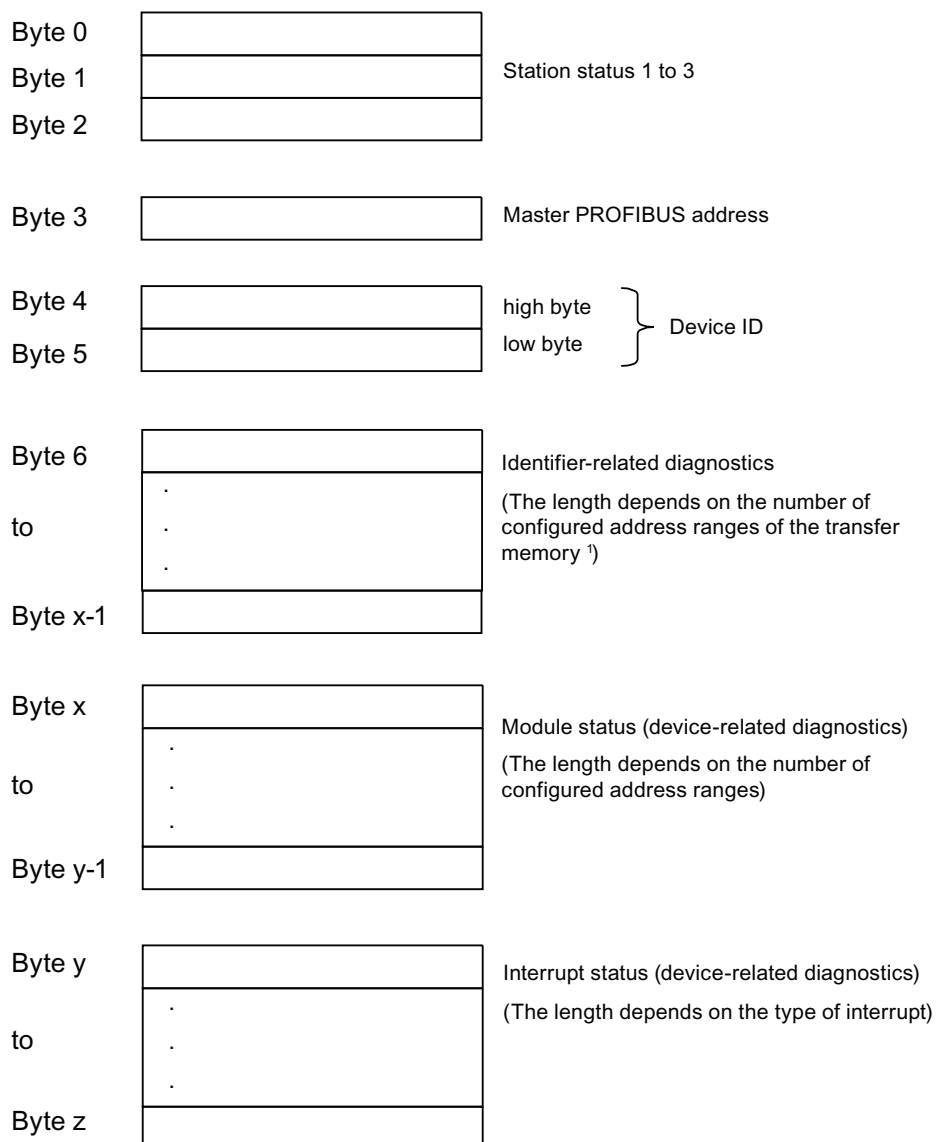 Byte 0
Byte 1
Station status 1 to 3
Byte 2
Byte 3
Master PROFIBUS address
Byte 4
high byte
Device ID
low byte
Byte 5
Byte 6
Identifier-related diagnostics
(The length depends on the number of
configured address ranges of the transfer
memory ¹)
.
to
.
.
Byte x-1
Byte x
Module status (device-related diagnostics)
(The length depends on the number of
configured address ranges)
.
to
.
.
Byte y-1
Byte y
Interrupt status (device-related diagnostics)
(The length depends on the type of interrupt)
.
to
.
.
Byte z